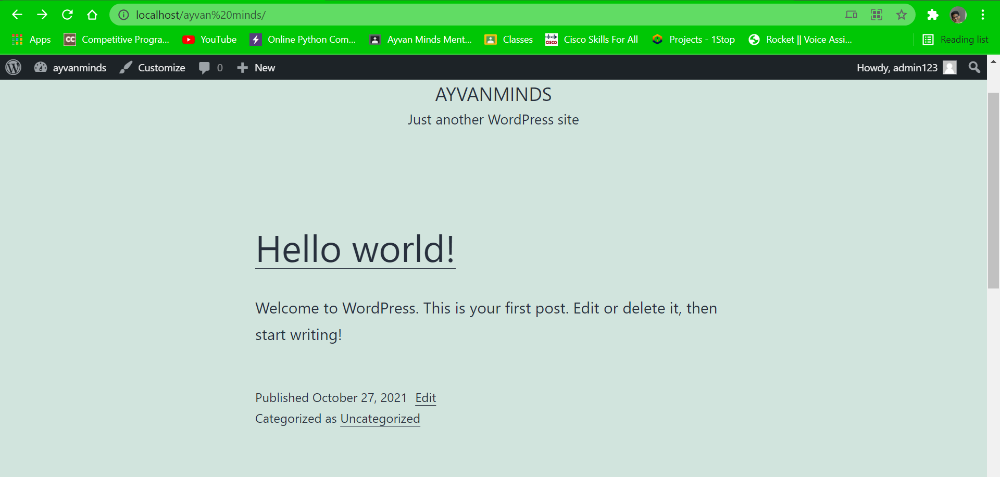 localhost/ayvan%20minds/
Apps CC Competitive Progra... YouTube Online Python Com... Ayvan Minds Ment... Classes CISCO Cisco Skills For All Projects - 1Stop Rocket || Voice Assi... Reading list
ayvanminds Customize 0 New Howdy, admin123
AYVANMINDS
Just another WordPress site
Hello world!
Welcome to WordPress. This is your first post. Edit or delete it, then
start writing!
Published October 27, 2021 Edit
Categorized as Uncategorized